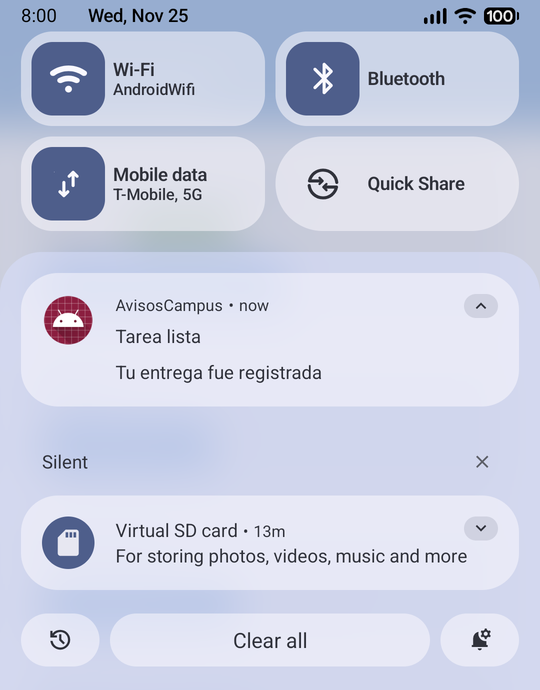 8:00 Wed, Nov 25 100
Wi-Fi
AndroidWifi
Bluetooth
Mobile data
T-Mobile, 5G
Quick Share
AvisosCampus • now
Tarea lista
Tu entrega fue registrada
Silent
Virtual SD card • 13m
For storing photos, videos, music and more
Clear all